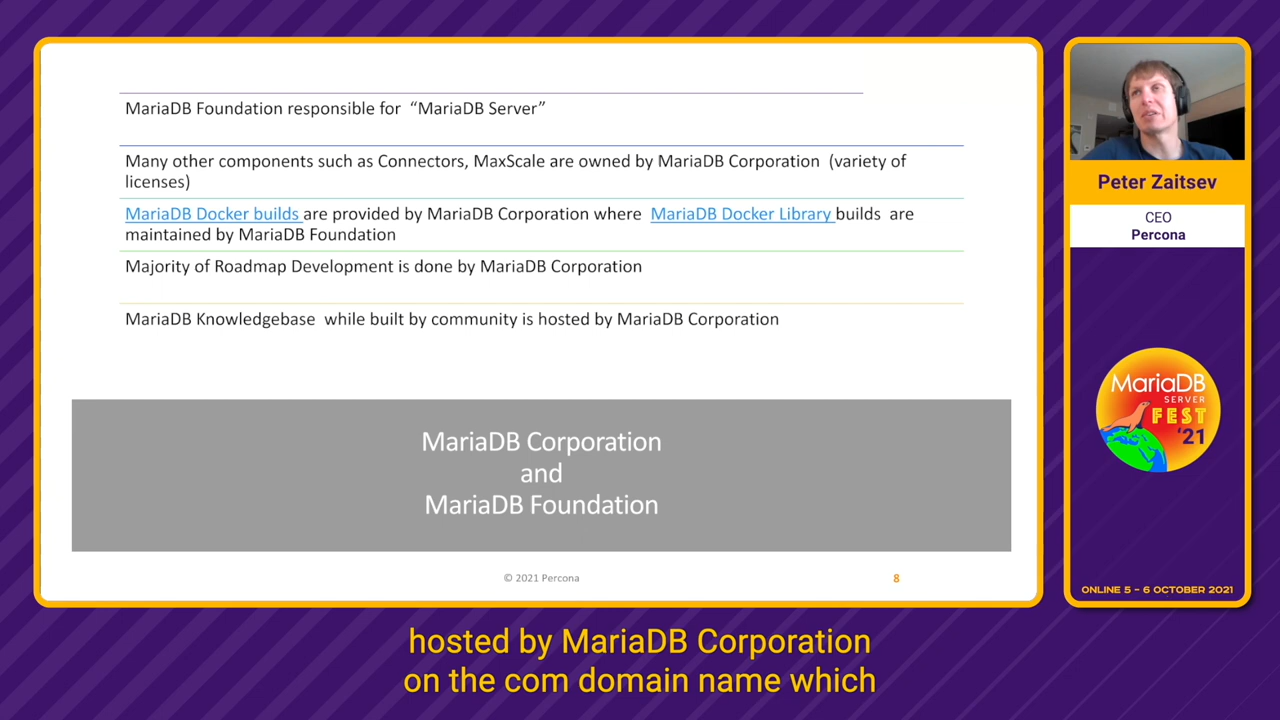 MariaDB Foundation responsible for “MariaDB Server”
Many other components such as Connectors, MaxScale are owned by MariaDB Corporation (variety of
licenses)
MariaDB Docker builds are provided by MariaDB Corporation where MariaDB Docker Library builds are
maintained by MariaDB Foundation
Majority of Roadmap Development is done by MariaDB Corporation
MariaDB Knowledgebase while built by community is hosted by MariaDB Corporation
MariaDB Corporation
and
MariaDB Foundation
© 2021 Percona
8
Peter Zaitsev
CEO
Percona
MariaDB
SERVER
FEST
'21
ONLINE 5 - 6 OCTOBER 2021
hosted by MariaDB Corporation
on the com domain name which